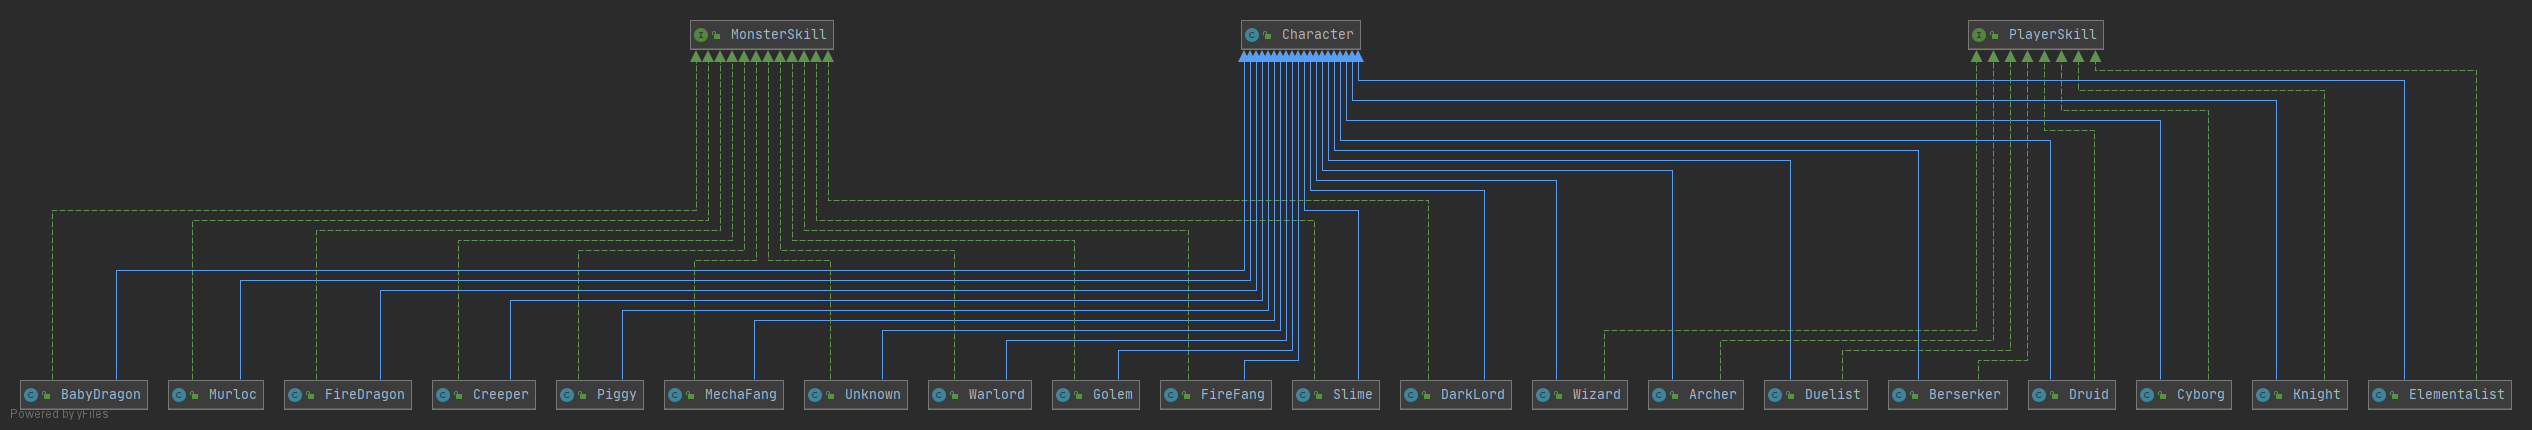 MonsterSkill
Character
PlayerSkill
BabyDragon
Murloc
FireDragon
Creeper
Piggy
MechaFang
Unknown
Warlord
Golem
FireFang
Slime
DarkLord
Wizard
Archer
Duelist
Berserker
Druid
Cyborg
Knight
Elementalist
Powered by yFiles